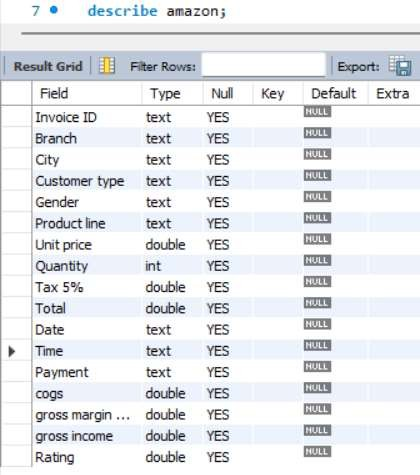 7 describe amazon;
Result Grid Filter Rows: Export:
Field Type Null Key Default Extra
Invoice ID text YES NULL
Branch text YES NULL
City text YES NULL
Customer type text YES NULL
Gender text YES NULL
Product line text YES NULL
Unit price double YES NULL
Quantity int YES NULL
Tax 5% double YES NULL
Total double YES NULL
Date text YES NULL
Time text YES NULL
Payment text YES NULL
cogs double YES NULL
gross margin ... double YES NULL
gross income double YES NULL
Rating double YES NULL